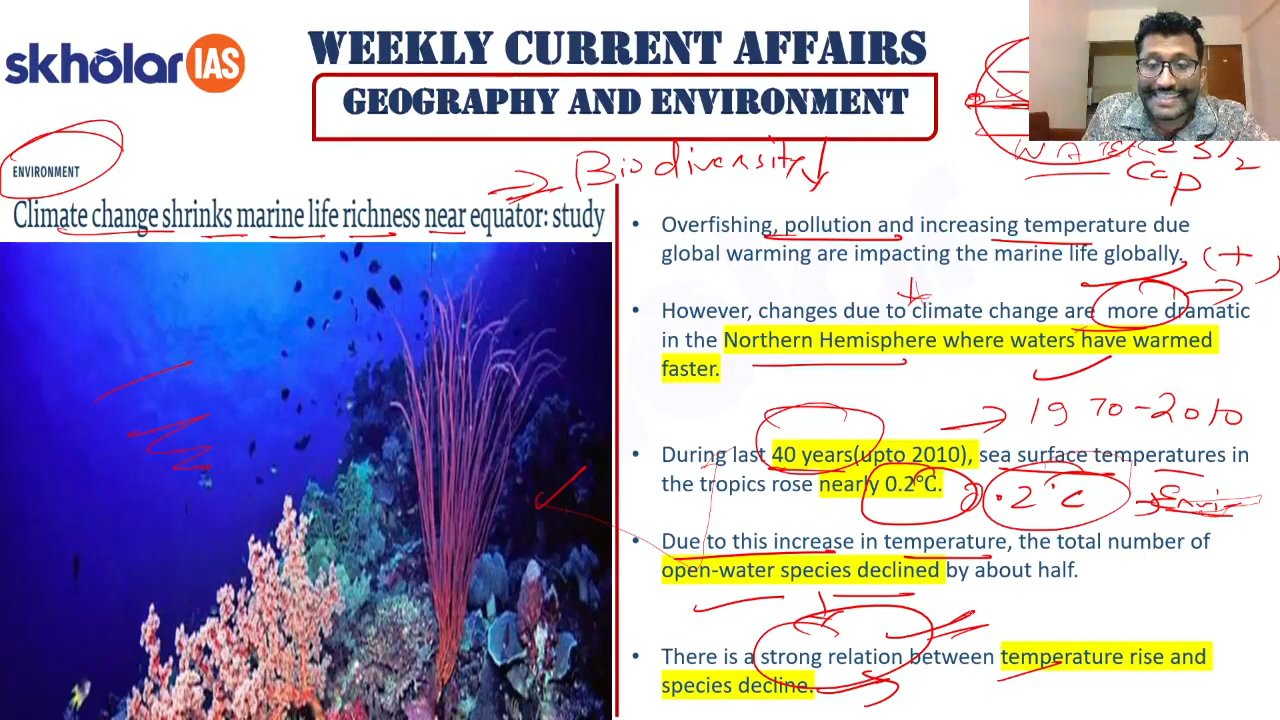 skholar IAS
WEEKLY CURRENT AFFAIRS
GEOGRAPHY AND ENVIRONMENT
ENVIRONMENT
Biodiversity
Climate change shrinks marine life richness near equator: study
• Overfishing, pollution and increasing temperature due
global warming are impacting the marine life globally.
(+)
• However, changes due to climate change are more dramatic
in the Northern Hemisphere where waters have warmed
faster.
1970-2010
• During last 40 years(upto 2010), sea surface temperatures in
the tropics rose nearly 0.2℃.
.2°C
• Due to this increase in temperature, the total number of
open-water species declined by about half.
• There is a strong relation between temperature rise and
species decline.